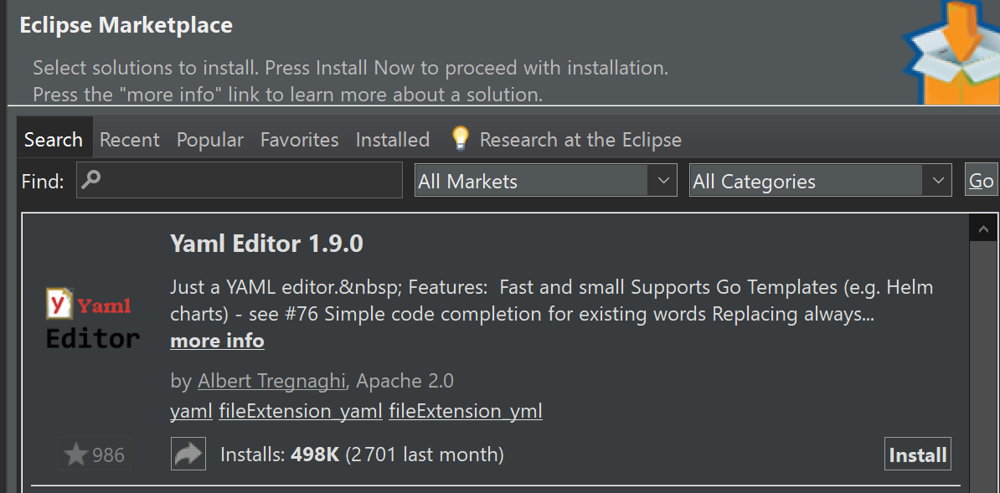 Eclipse Marketplace
Select solutions to install. Press Install Now to proceed with installation.
Press the "more info" link to learn more about a solution.
Search Recent Popular Favorites Installed Research at the Eclipse
Find: All Markets All Categories Go
Yaml Editor 1.9.0
Just a YAML editor.&nbsp; Features:  Fast and small Supports Go Templates (e.g. Helm
charts) - see #76 Simple code completion for existing words Replacing always...
more info
y Yaml
Editor
by Albert Tregnaghi, Apache 2.0
yaml fileExtension_yaml fileExtension_yml
986 Installs: 498K (2 701 last month) Install